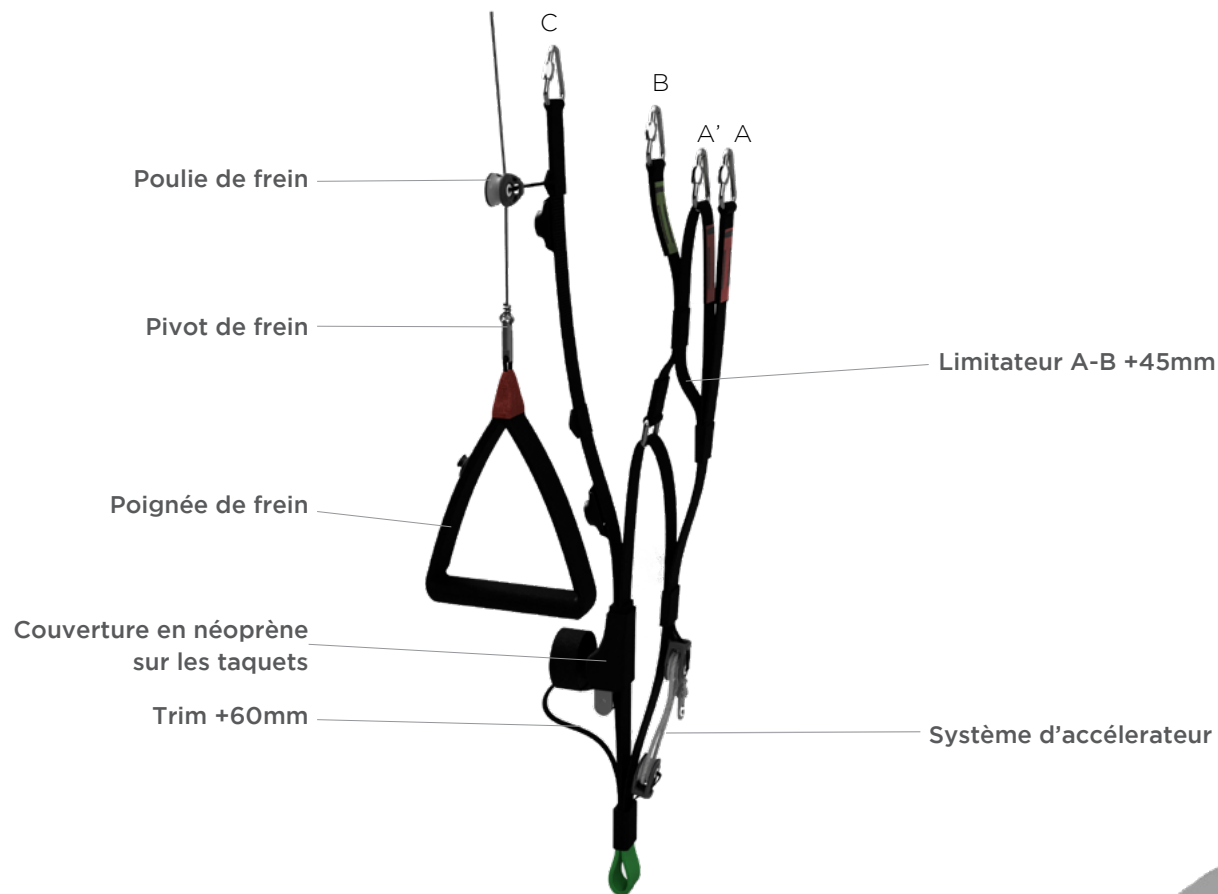 C
B
A’ A
Poulie de frein
Pivot de frein
Limitateur A-B +45mm
Poignée de frein
Couverture en néoprène
sur les taquets
Trim +60mm
Système d’accélerateur